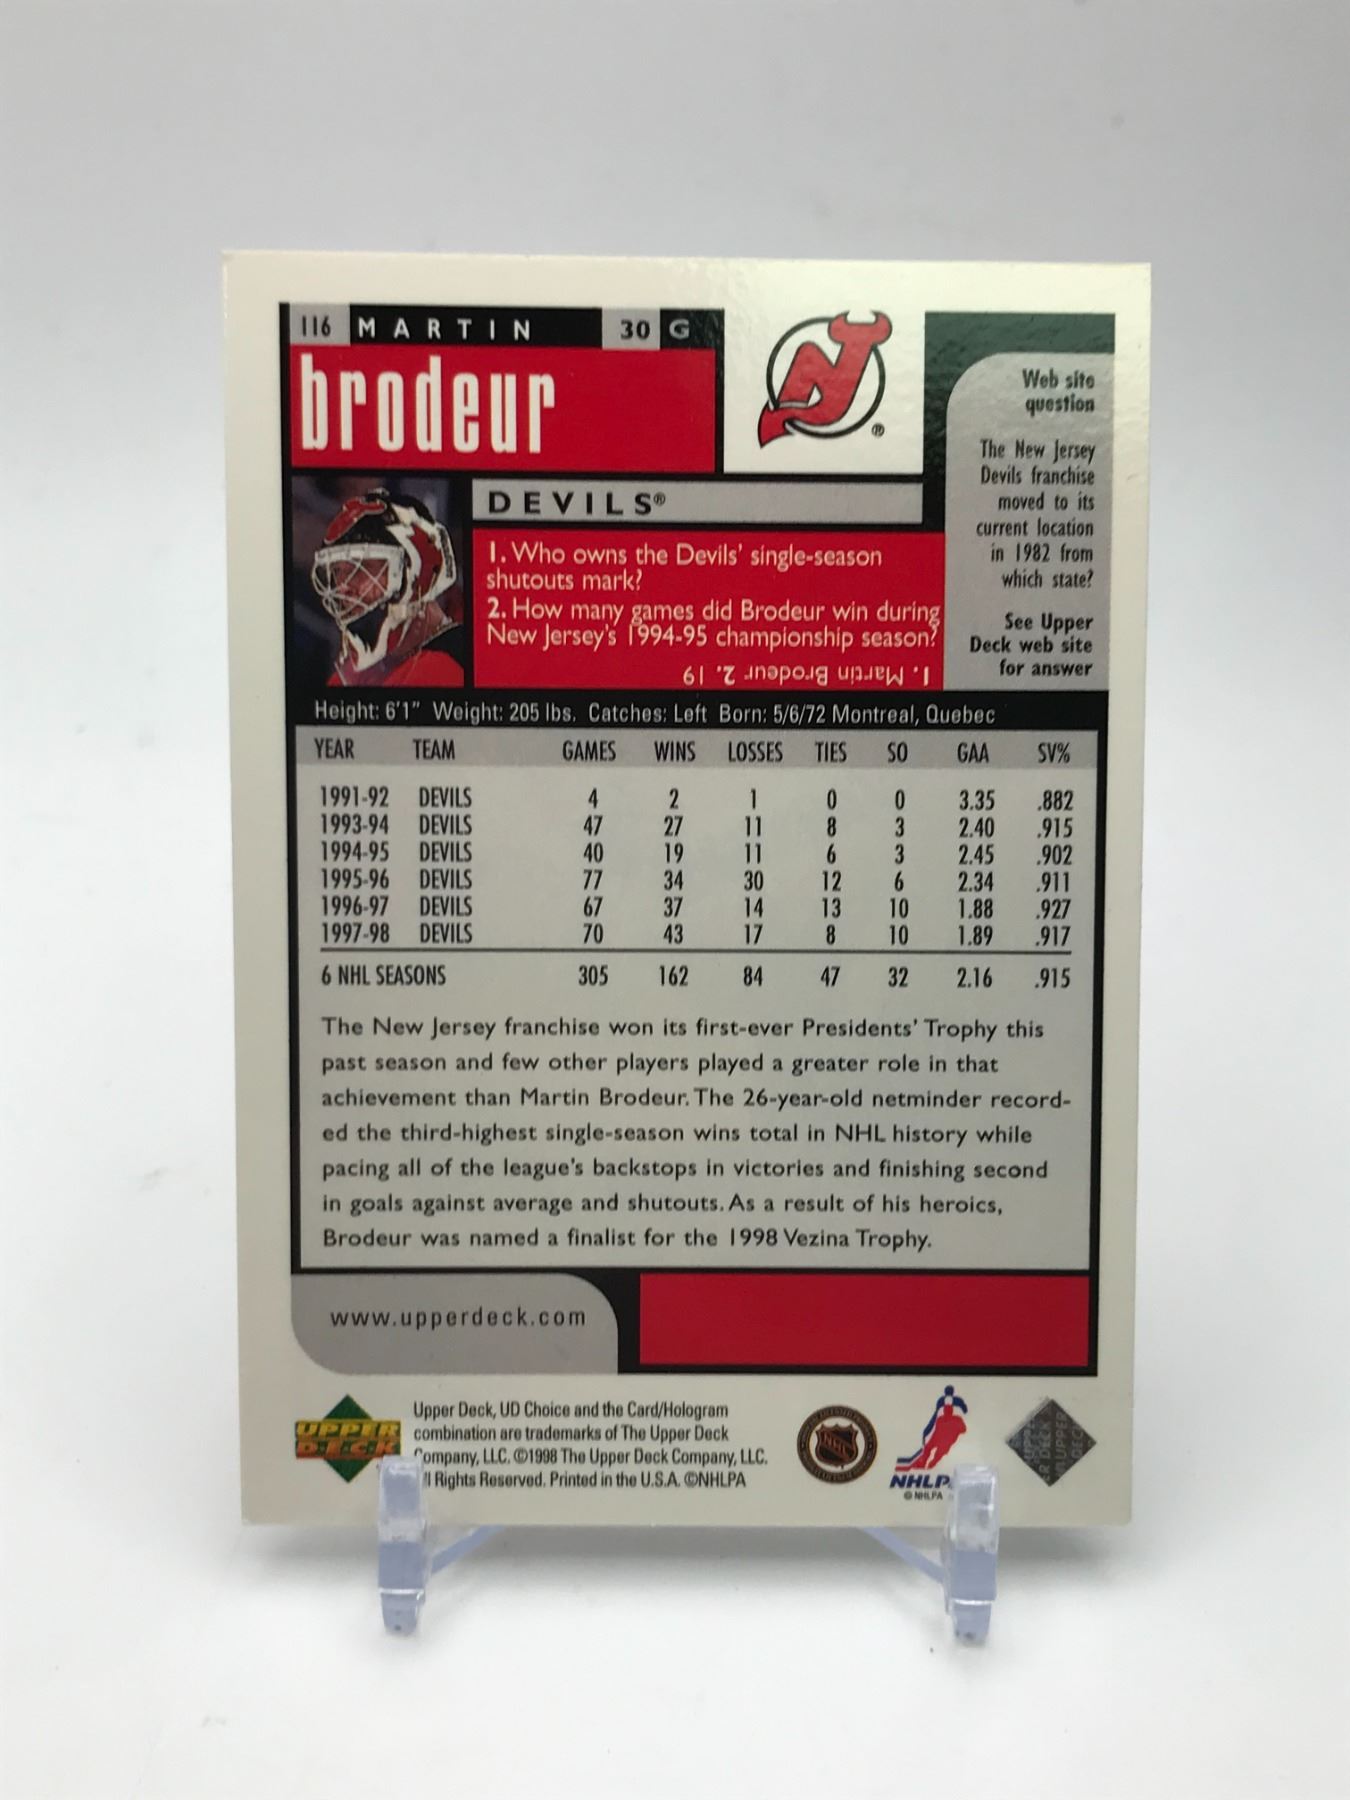 116 MARTIN 30 G
brodeur
NJ ®
DEVILS®
1. Who owns the Devils' single-season
shutouts mark?
2. How many games did Brodeur win during
New Jersey's 1994-95 championship season?
1. Martin Brodeur 2. 19
Web site
question
The New Jersey
Devils franchise
moved to its
current location
in 1982 from
which state?
See Upper
Deck web site
for answer
Height: 6'1" Weight: 205 lbs. Catches: Left Born: 5/6/72 Montreal, Quebec
YEAR TEAM GAMES WINS LOSSES TIES SO GAA SV%
1991-92 DEVILS 4 2 1 0 0 3.35 .882
1993-94 DEVILS 47 27 11 8 3 2.40 .915
1994-95 DEVILS 40 19 11 6 3 2.45 .902
1995-96 DEVILS 77 34 30 12 6 2.34 .911
1996-97 DEVILS 67 37 14 13 10 1.88 .927
1997-98 DEVILS 70 43 17 8 10 1.89 .917
6 NHL SEASONS 305 162 84 47 32 2.16 .915
The New Jersey franchise won its first-ever Presidents' Trophy this
past season and few other players played a greater role in that
achievement than Martin Brodeur. The 26-year-old netminder record-
ed the third-highest single-season wins total in NHL history while
pacing all of the league's backstops in victories and finishing second
in goals against average and shutouts. As a result of his heroics,
Brodeur was named a finalist for the 1998 Vezina Trophy.
www.upperdeck.com
UPPER
DECK
Upper Deck, UD Choice and the Card/Hologram
combination are trademarks of The Upper Deck
Company, LLC. ©1998 The Upper Deck Company, LLC.
Rights Reserved. Printed in the U.S.A. ©NHLPA
NHL
NHLP
© NHLPA
UPPER
DECK